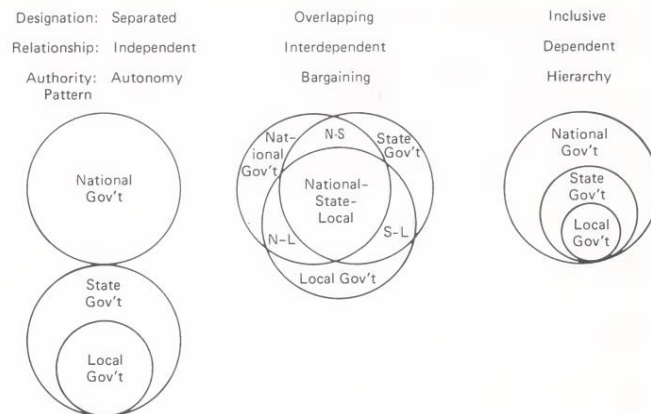 Designation: Separated Overlapping Inclusive
Relationship: Independent Interdependent Dependent
Authority: Autonomy Bargaining Hierarchy
Pattern
National
Gov't
State
Gov't
Local
Gov't
Nat-
ional
Gov't
N-S
State
Gov't
National-
State-
Local
N-L
S-L
Local Gov't
National
Gov't
State
Gov't
Local
Gov't